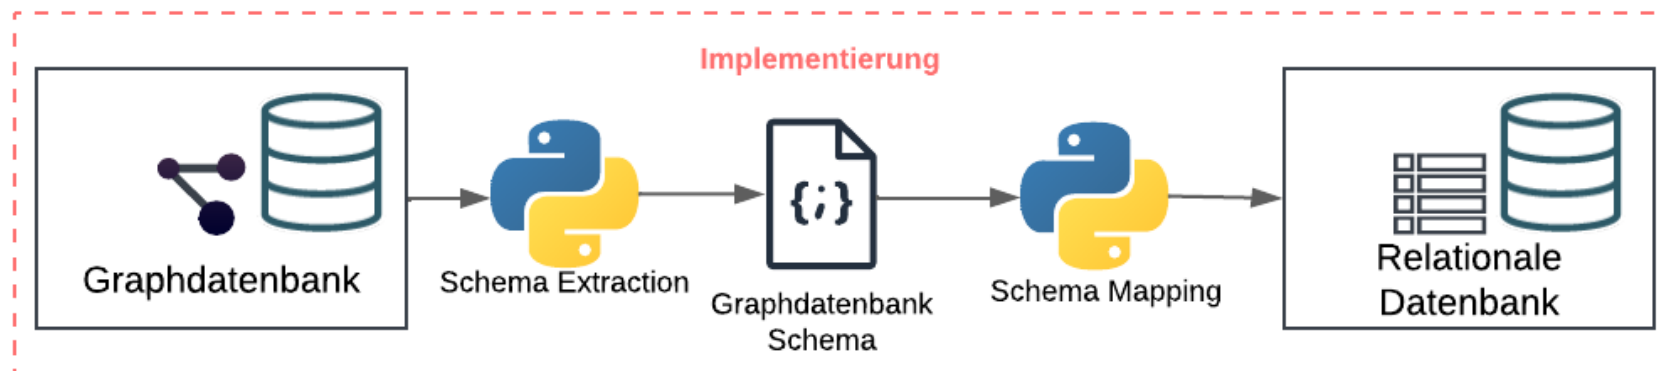 Implementierung
Graphdatenbank
Schema Extraction
{;}
Graphdatenbank
Schema
Schema Mapping
Relationale
Datenbank